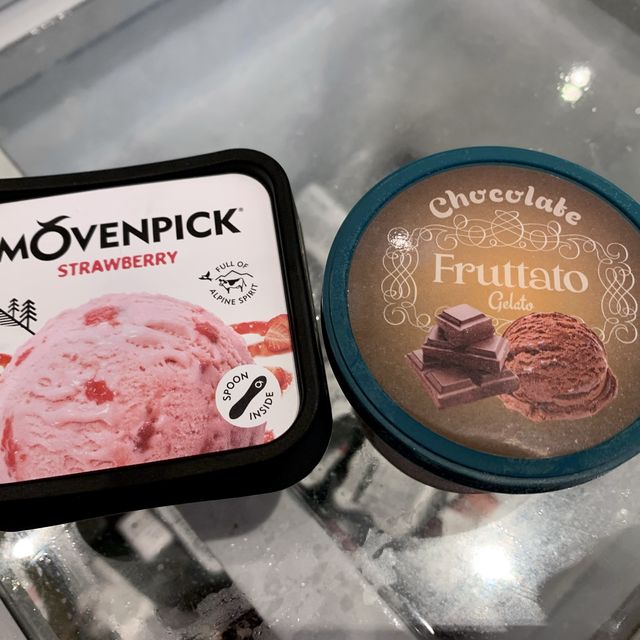 MÖVENPICK®
STRAWBERRY
FULL OF
ALPINE SPIRIT
SPOON
INSIDE
Chocolate
Fruttato
Gelato